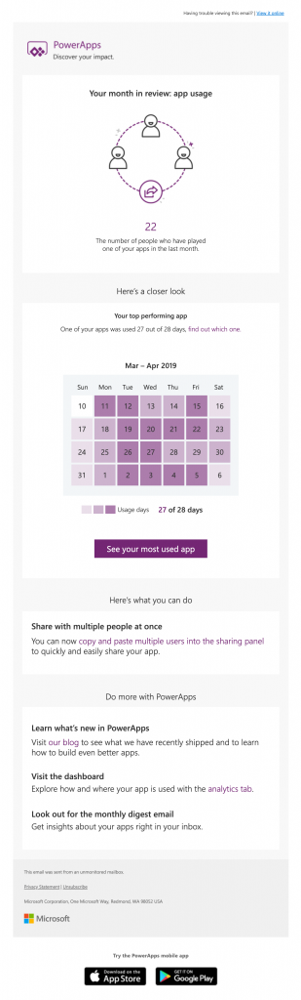 Having trouble viewing this email? | View it online
PowerApps
Discover your impact.
Your month in review: app usage
22
The number of people who have played
one of your apps in the last month.
Here's a closer look
Your top performing app
One of your apps was used 27 out of 28 days, find out which one.
Mar – Apr 2019
Sun Mon Tue Wed Thu Fri Sat
10 11 12 13 14 15 16
17 18 19 20 21 22 23
24 25 26 27 28 29 30
31 1 2 3 4 5 6
Usage days 27 of 28 days
See your most used app
Here's what you can do
Share with multiple people at once
You can now copy and paste multiple users into the sharing panel
to quickly and easily share your app.
Do more with PowerApps
Learn what's new in PowerApps
Visit our blog to see what we have recently shipped and to learn
how to build even better apps.
Visit the dashboard
Explore how and where your app is used with the analytics tab.
Look out for the monthly digest email
Get insights about your apps right in your inbox.
This email was sent from an unmonitored mailbox.
Privacy Statement | Unsubscribe
Microsoft Corporation, One Microsoft Way, Redmond, WA 98052 USA
Microsoft
Try the PowerApps mobile app
Download on the
App Store
GET IT ON
Google Play